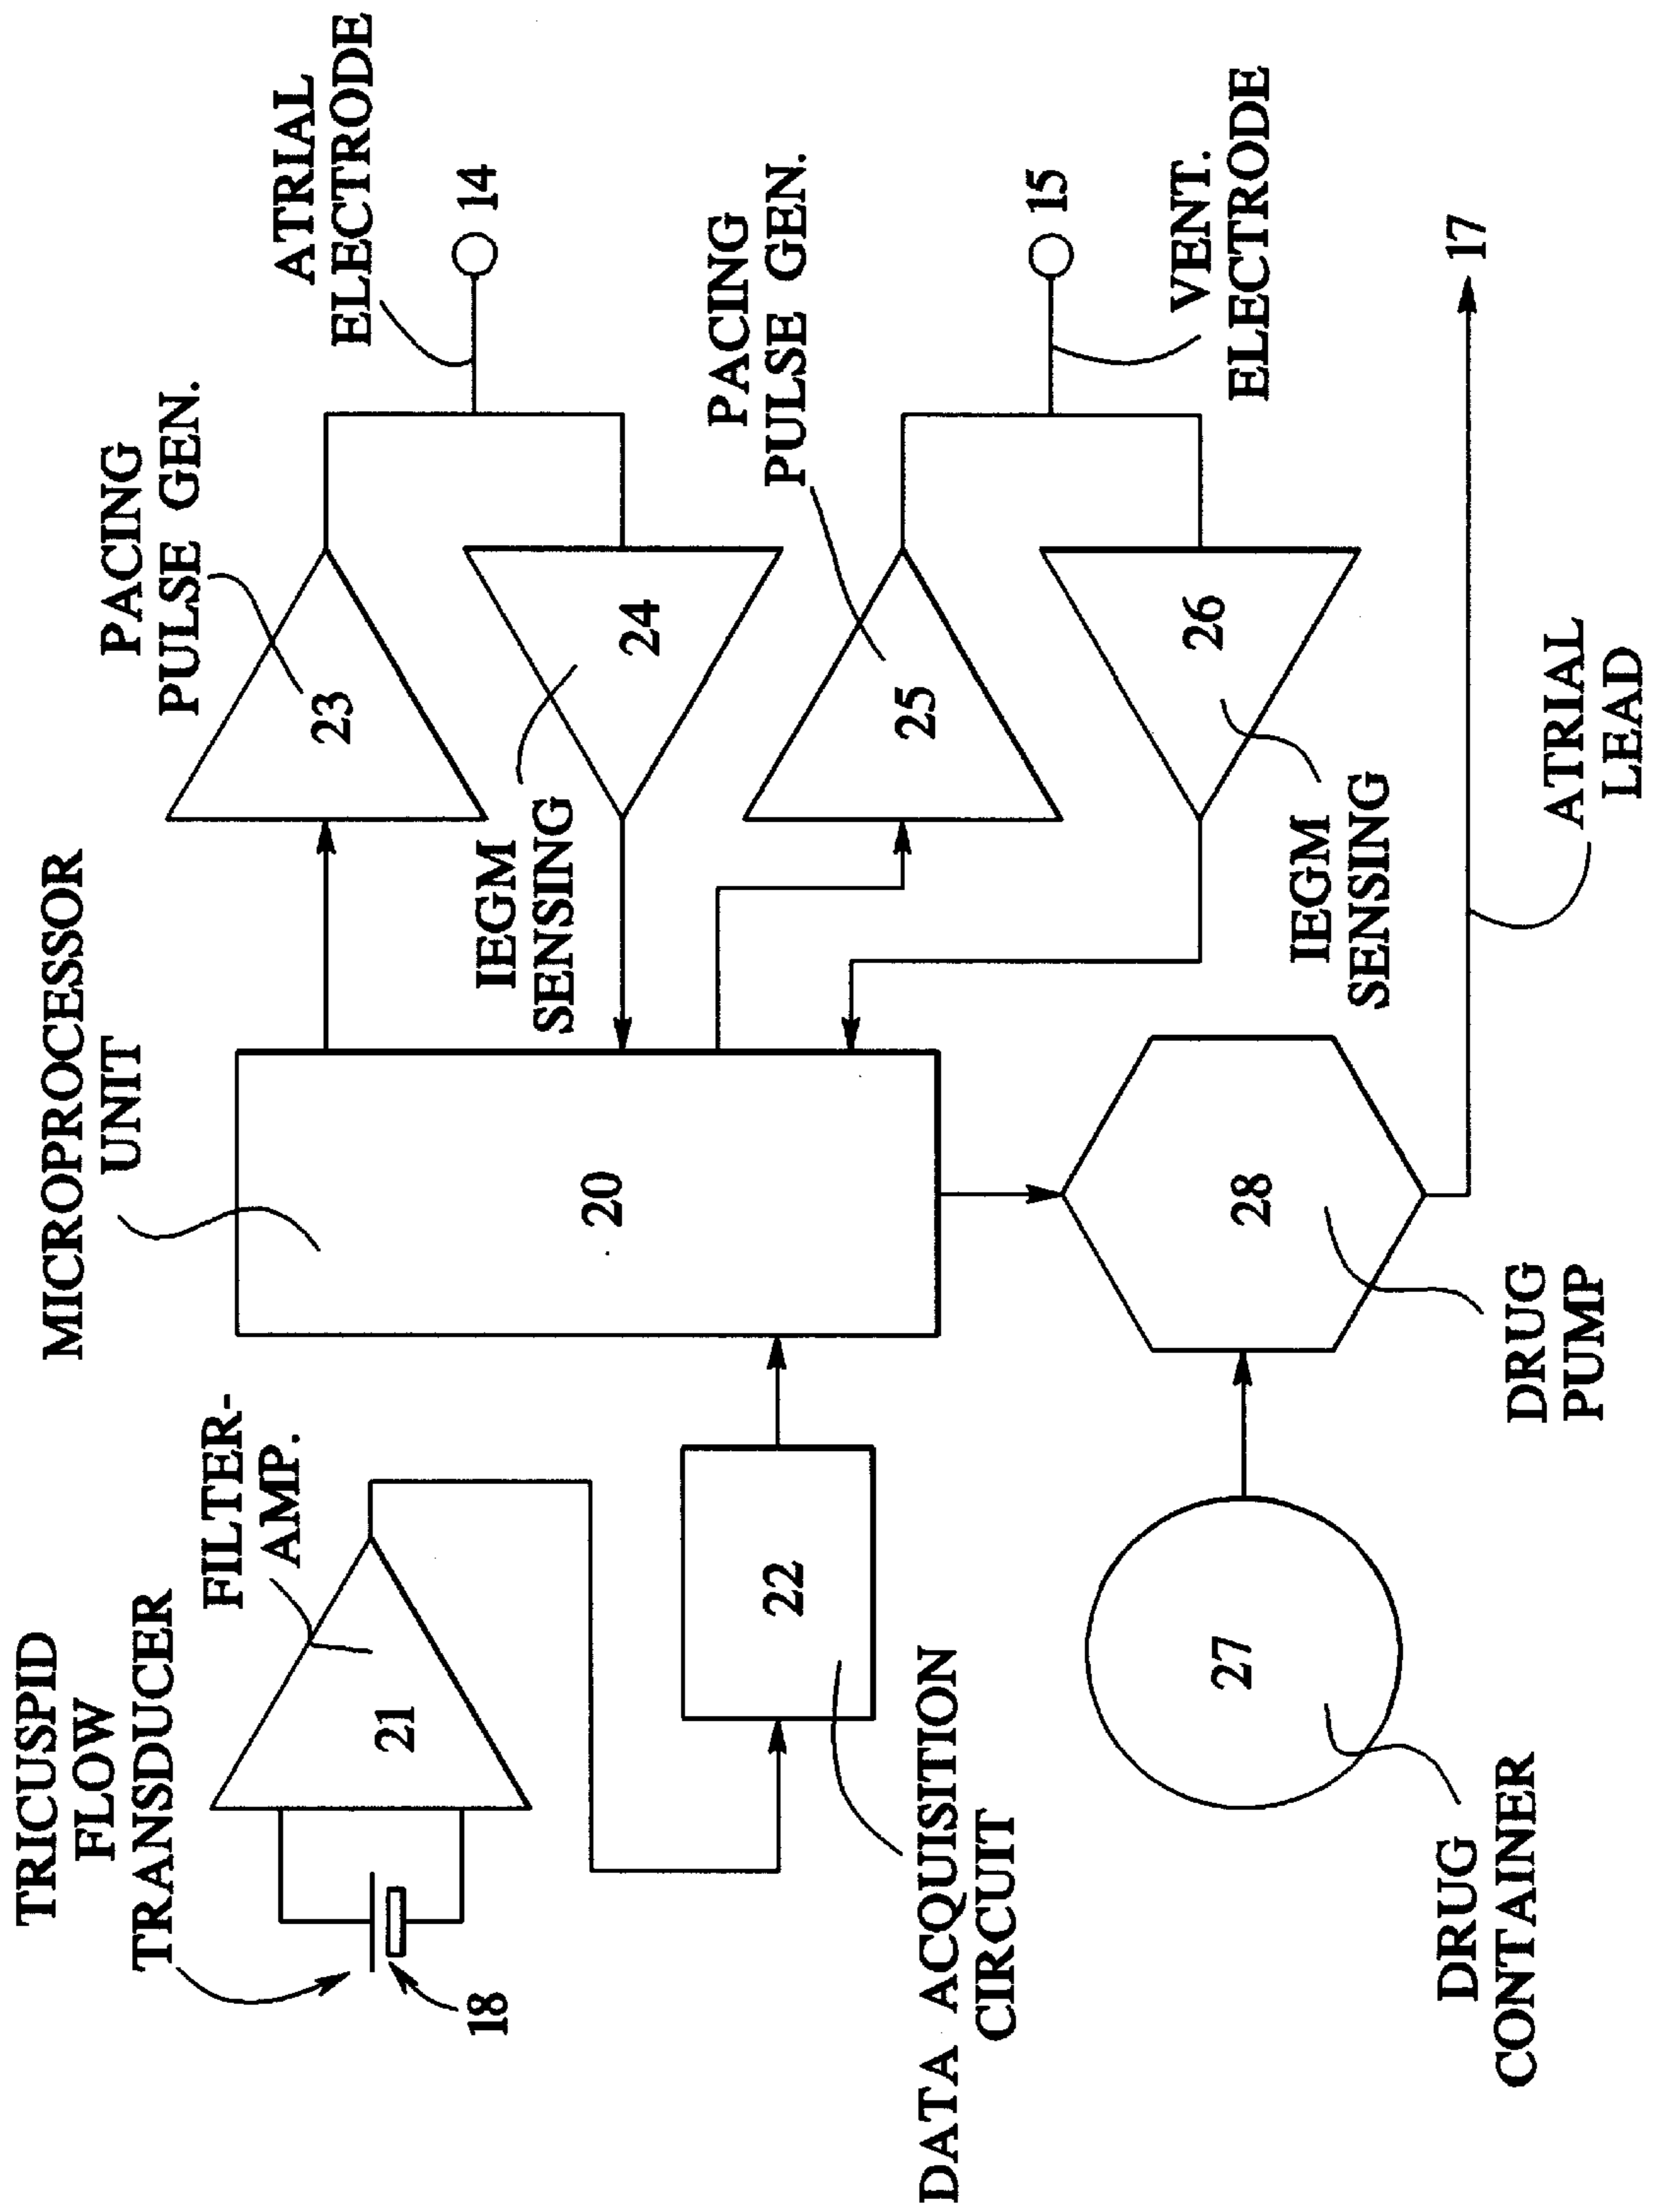 TRICUSPID
FLOW
TRANSDUCER
18
FILTER-
AMP.
21
DATA ACQUISITION
CIRCUIT
22
MICROPROCESSOR
UNIT
20
PACING
PULSE GEN.
23
IEGM
SENSING
24
ATRIAL
ELECTRODE
14
PACING
PULSE GEN.
25
IEGM
SENSING
26
VENT.
ELECTRODE
15
DRUG
CONTAINER
27
DRUG
PUMP
28
ATRIAL
LEAD
17